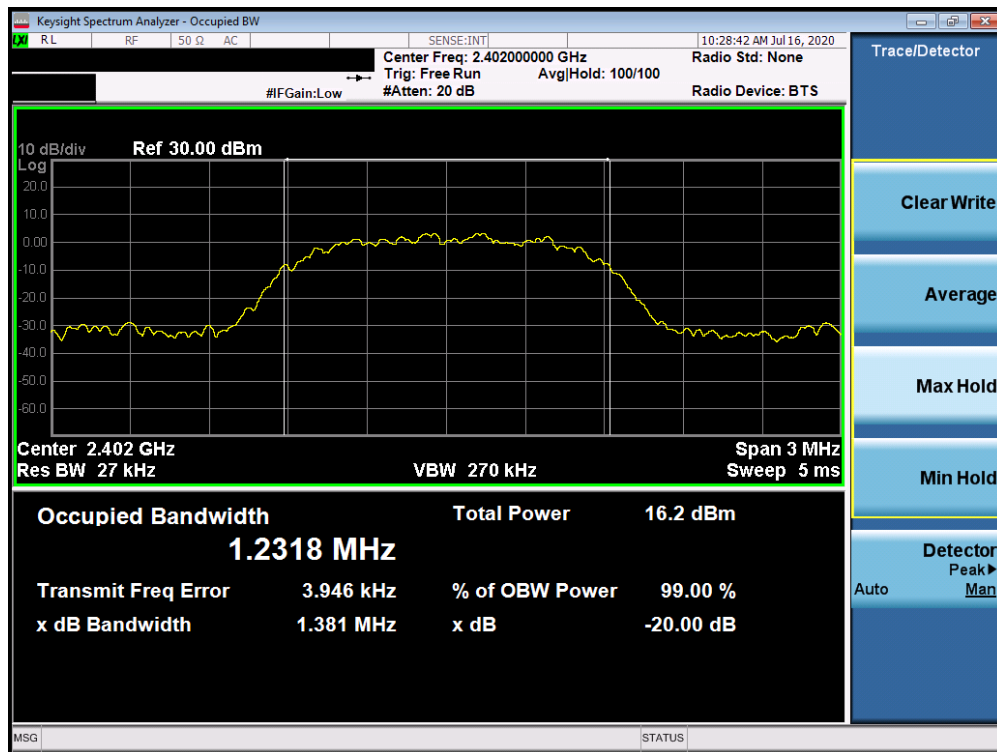 Keysight Spectrum Analyzer - Occupied BW
LXI RL RF 50 Ω AC SENSE:INT 10:28:42 AM Jul 16, 2020
Center Freq: 2.402000000 GHz Radio Std: None
Trig: Free Run Avg|Hold: 100/100
#IFGain:Low #Atten: 20 dB Radio Device: BTS
10 dB/div Ref 30.00 dBm
Log
20.0
10.0
0.00
-10.0
-20.0
-30.0
-40.0
-50.0
-60.0
Center 2.402 GHz Span 3 MHz
Res BW 27 kHz VBW 270 kHz Sweep 5 ms
Occupied Bandwidth Total Power 16.2 dBm
1.2318 MHz
Transmit Freq Error 3.946 kHz % of OBW Power 99.00 %
x dB Bandwidth 1.381 MHz x dB -20.00 dB
MSG STATUS
Trace/Detector
Clear Write
Average
Max Hold
Min Hold
Detector
Peak▶
Auto Man